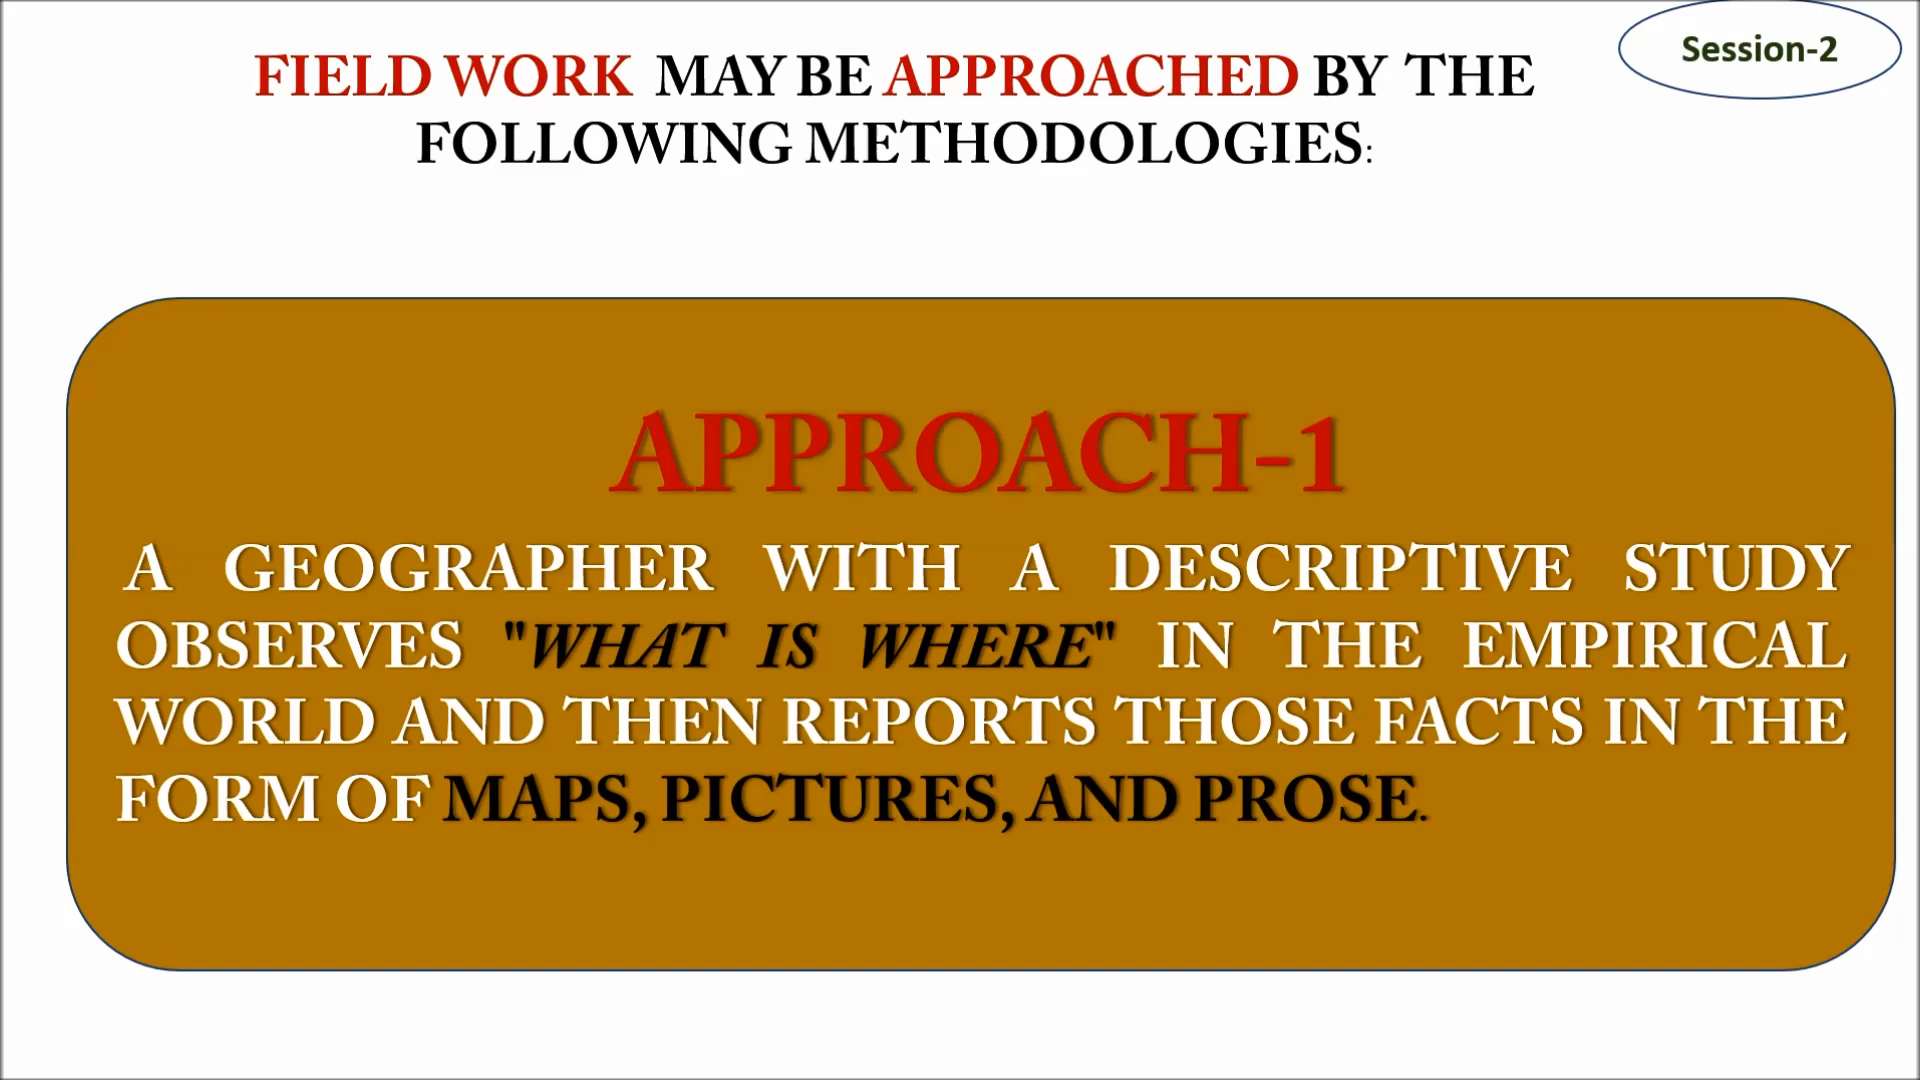 Session-2
FIELD WORK MAY BE APPROACHED BY THE
FOLLOWING METHODOLOGIES:
APPROACH-1
A GEOGRAPHER WITH A DESCRIPTIVE STUDY
OBSERVES "WHAT IS WHERE" IN THE EMPIRICAL
WORLD AND THEN REPORTS THOSE FACTS IN THE
FORM OF MAPS, PICTURES, AND PROSE.